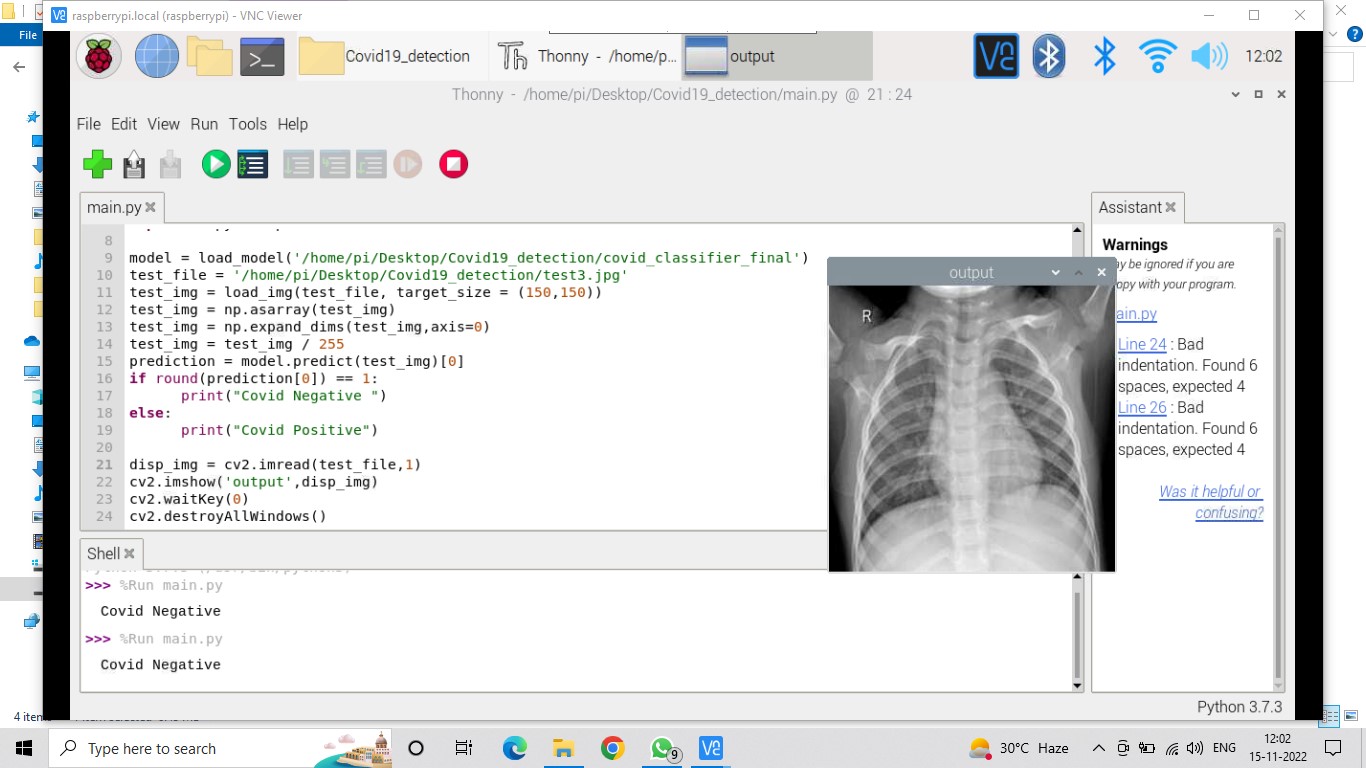 File
raspberrypi.local (raspberrypi) - VNC Viewer
Covid19_detection
Thonny - /home/p...
output
12:02
Thonny - /home/pi/Desktop/Covid19_detection/main.py @ 21 : 24
File Edit View Run Tools Help
main.py
8
9 model = load_model('/home/pi/Desktop/Covid19_detection/covid_classifier_final')
10 test_file = '/home/pi/Desktop/Covid19_detection/test3.jpg'
11 test_img = load_img(test_file, target_size = (150,150))
12 test_img = np.asarray(test_img)
13 test_img = np.expand_dims(test_img,axis=0)
14 test_img = test_img / 255
15 prediction = model.predict(test_img)[0]
16 if round(prediction[0]) == 1:
17 print("Covid Negative ")
18 else:
19 print("Covid Positive")
20
21 disp_img = cv2.imread(test_file,1)
22 cv2.imshow('output',disp_img)
23 cv2.waitKey(0)
24 cv2.destroyAllWindows()
output
R
Assistant
Warnings
be ignored if you are
with your program.
Line 24 : Bad
indentation. Found 6
spaces, expected 4
Line 26 : Bad
indentation. Found 6
spaces, expected 4
Was it helpful or
confusing?
Shell
>>> %Run main.py
Covid Negative
>>> %Run main.py
Covid Negative
Python 3.7.3
4 items
Type here to search
9
30°C Haze
ENG
12:02
15-11-2022